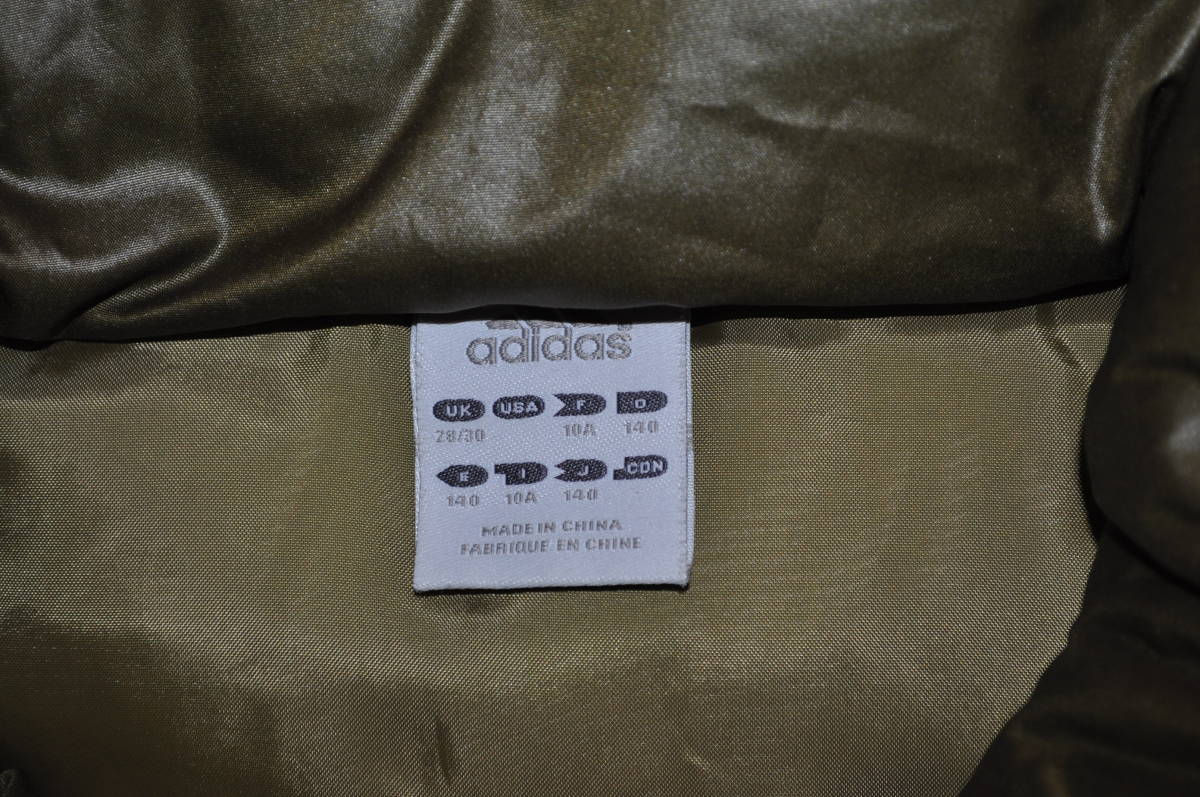 adidas
UK USA F D
28/30 10A 140
E I J CDN
140 10A 140
MADE IN CHINA
FABRIQUE EN CHINE